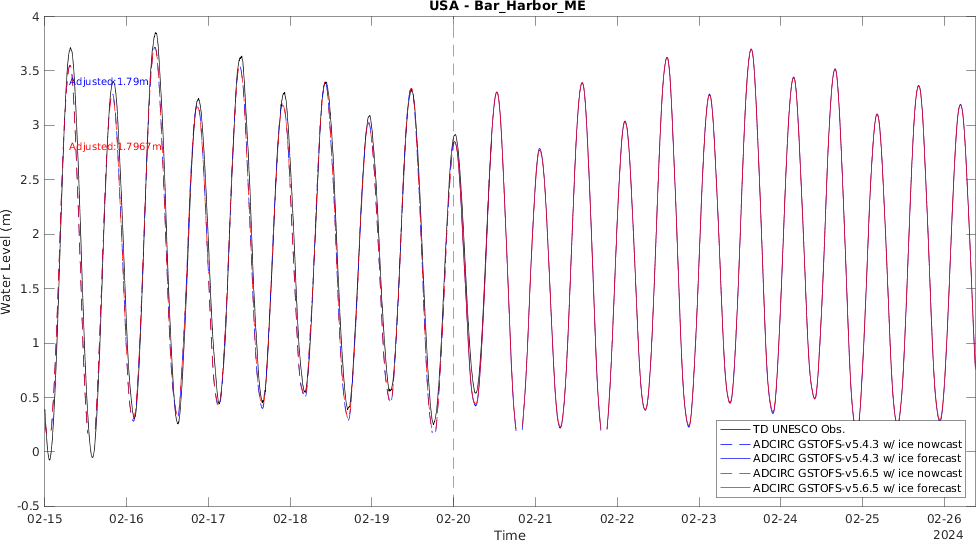 USA - Bar_Harbor_ME
4
3.5
3
2.5
2
1.5
1
0.5
0
-0.5
Water Level (m)
Adjusted:1.79m
Adjusted:1.7967m
TD UNESCO Obs.
ADCIRC GSTOFS-v5.4.3 w/ ice nowcast
ADCIRC GSTOFS-v5.4.3 w/ ice forecast
ADCIRC GSTOFS-v5.6.5 w/ ice nowcast
ADCIRC GSTOFS-v5.6.5 w/ ice forecast
02-15 02-16 02-17 02-18 02-19 02-20 02-21 02-22 02-23 02-24 02-25 02-26
Time
2024